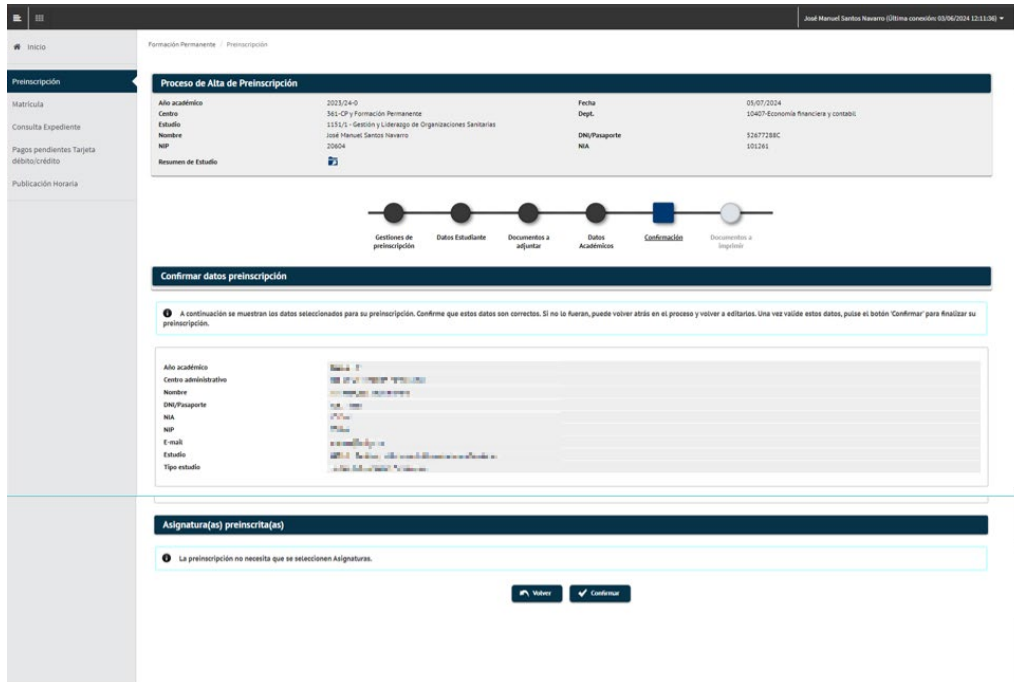 José Manuel Santos Navarro (Última conexión: 03/06/2024 12:11:36)
Inicio
Formación Permanente / Preinscripción
Preinscripción
Matrícula
Consulta Expediente
Pagos pendientes Tarjeta
débito/crédito
Publicación Horaria
Proceso de Alta de Preinscripción
Año académico 2023/24-0 Fecha 05/07/2024
Centro 361-CP y Formación Permanente Dept. 10407-Economía financiera y contabil
Estudio 1151/1 - Gestión y Liderazgo de Organizaciones Sanitarias
Nombre José Manuel Santos Navarro DNI/Pasaporte 52677288C
NIP 20604 NIA 101261
Resumen de Estudio
Gestiones de
preinscripción
Datos Estudiante
Documentos a
adjuntar
Datos
Académicos
Confirmación
Documentos a
imprimir
Confirmar datos preinscripción
A continuación se muestran los datos seleccionados para su preinscripción. Confirme que estos datos son correctos. Si no lo fueran, puede volver atrás en el proceso y volver a editarlos. Una vez valide estos datos, pulse el botón 'Confirmar' para finalizar su
preinscripción.
Año académico
Centro administrativo
Nombre
DNI/Pasaporte
NIA
NIP
E-mail
Estudio
Tipo estudio
Asignatura(as) preinscrita(as)
La preinscripción no necesita que se seleccionen Asignaturas.
Volver
Confirmar